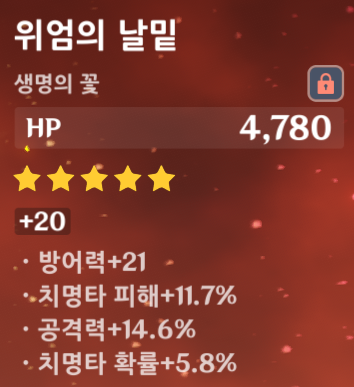 위엄의 날밑
생명의 꽃
HP 4,780
+20
· 방어력+21
· 치명타 피해+11.7%
· 공격력+14.6%
· 치명타 확률+5.8%